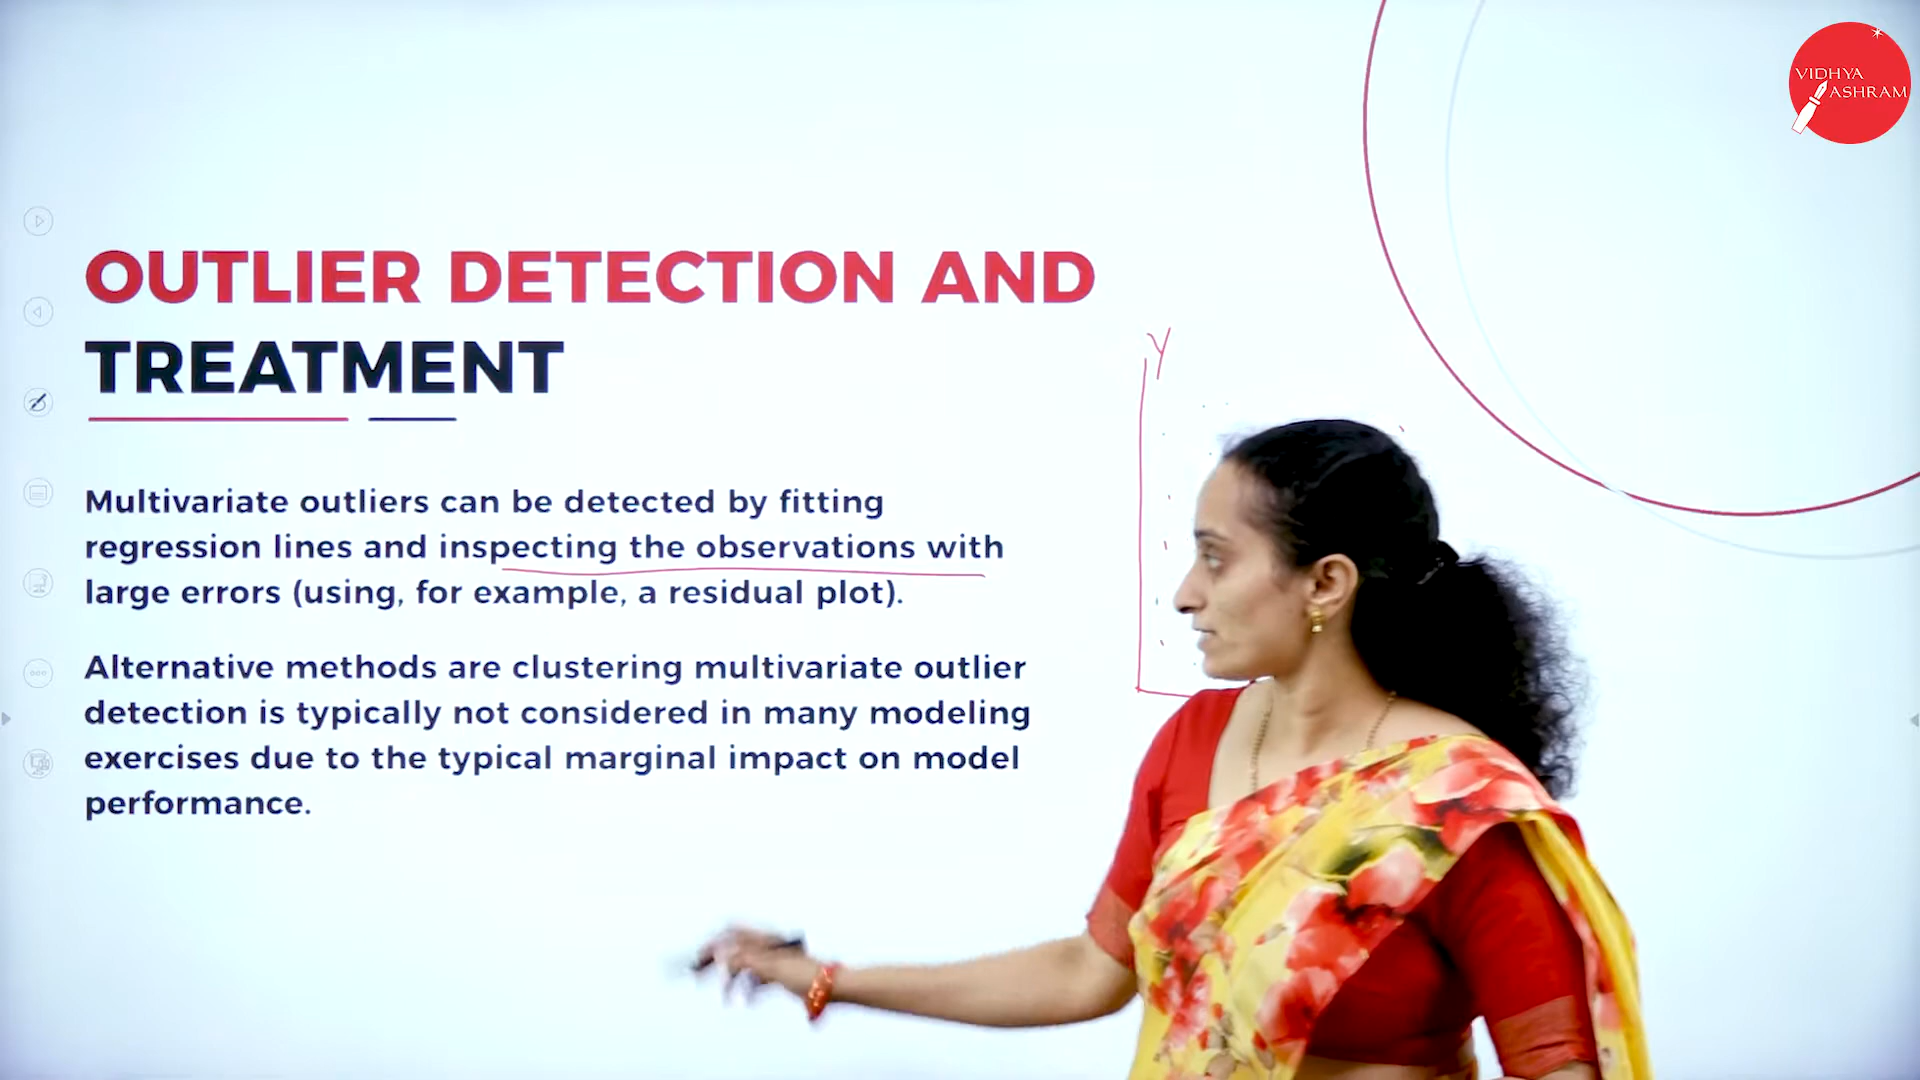 VIDHYA
ASHRAM
OUTLIER DETECTION AND
TREATMENT
Y
Multivariate outliers can be detected by fitting
regression lines and inspecting the observations with
large errors (using, for example, a residual plot).
Alternative methods are clustering multivariate outlier
detection is typically not considered in many modeling
exercises due to the typical marginal impact on model
performance.